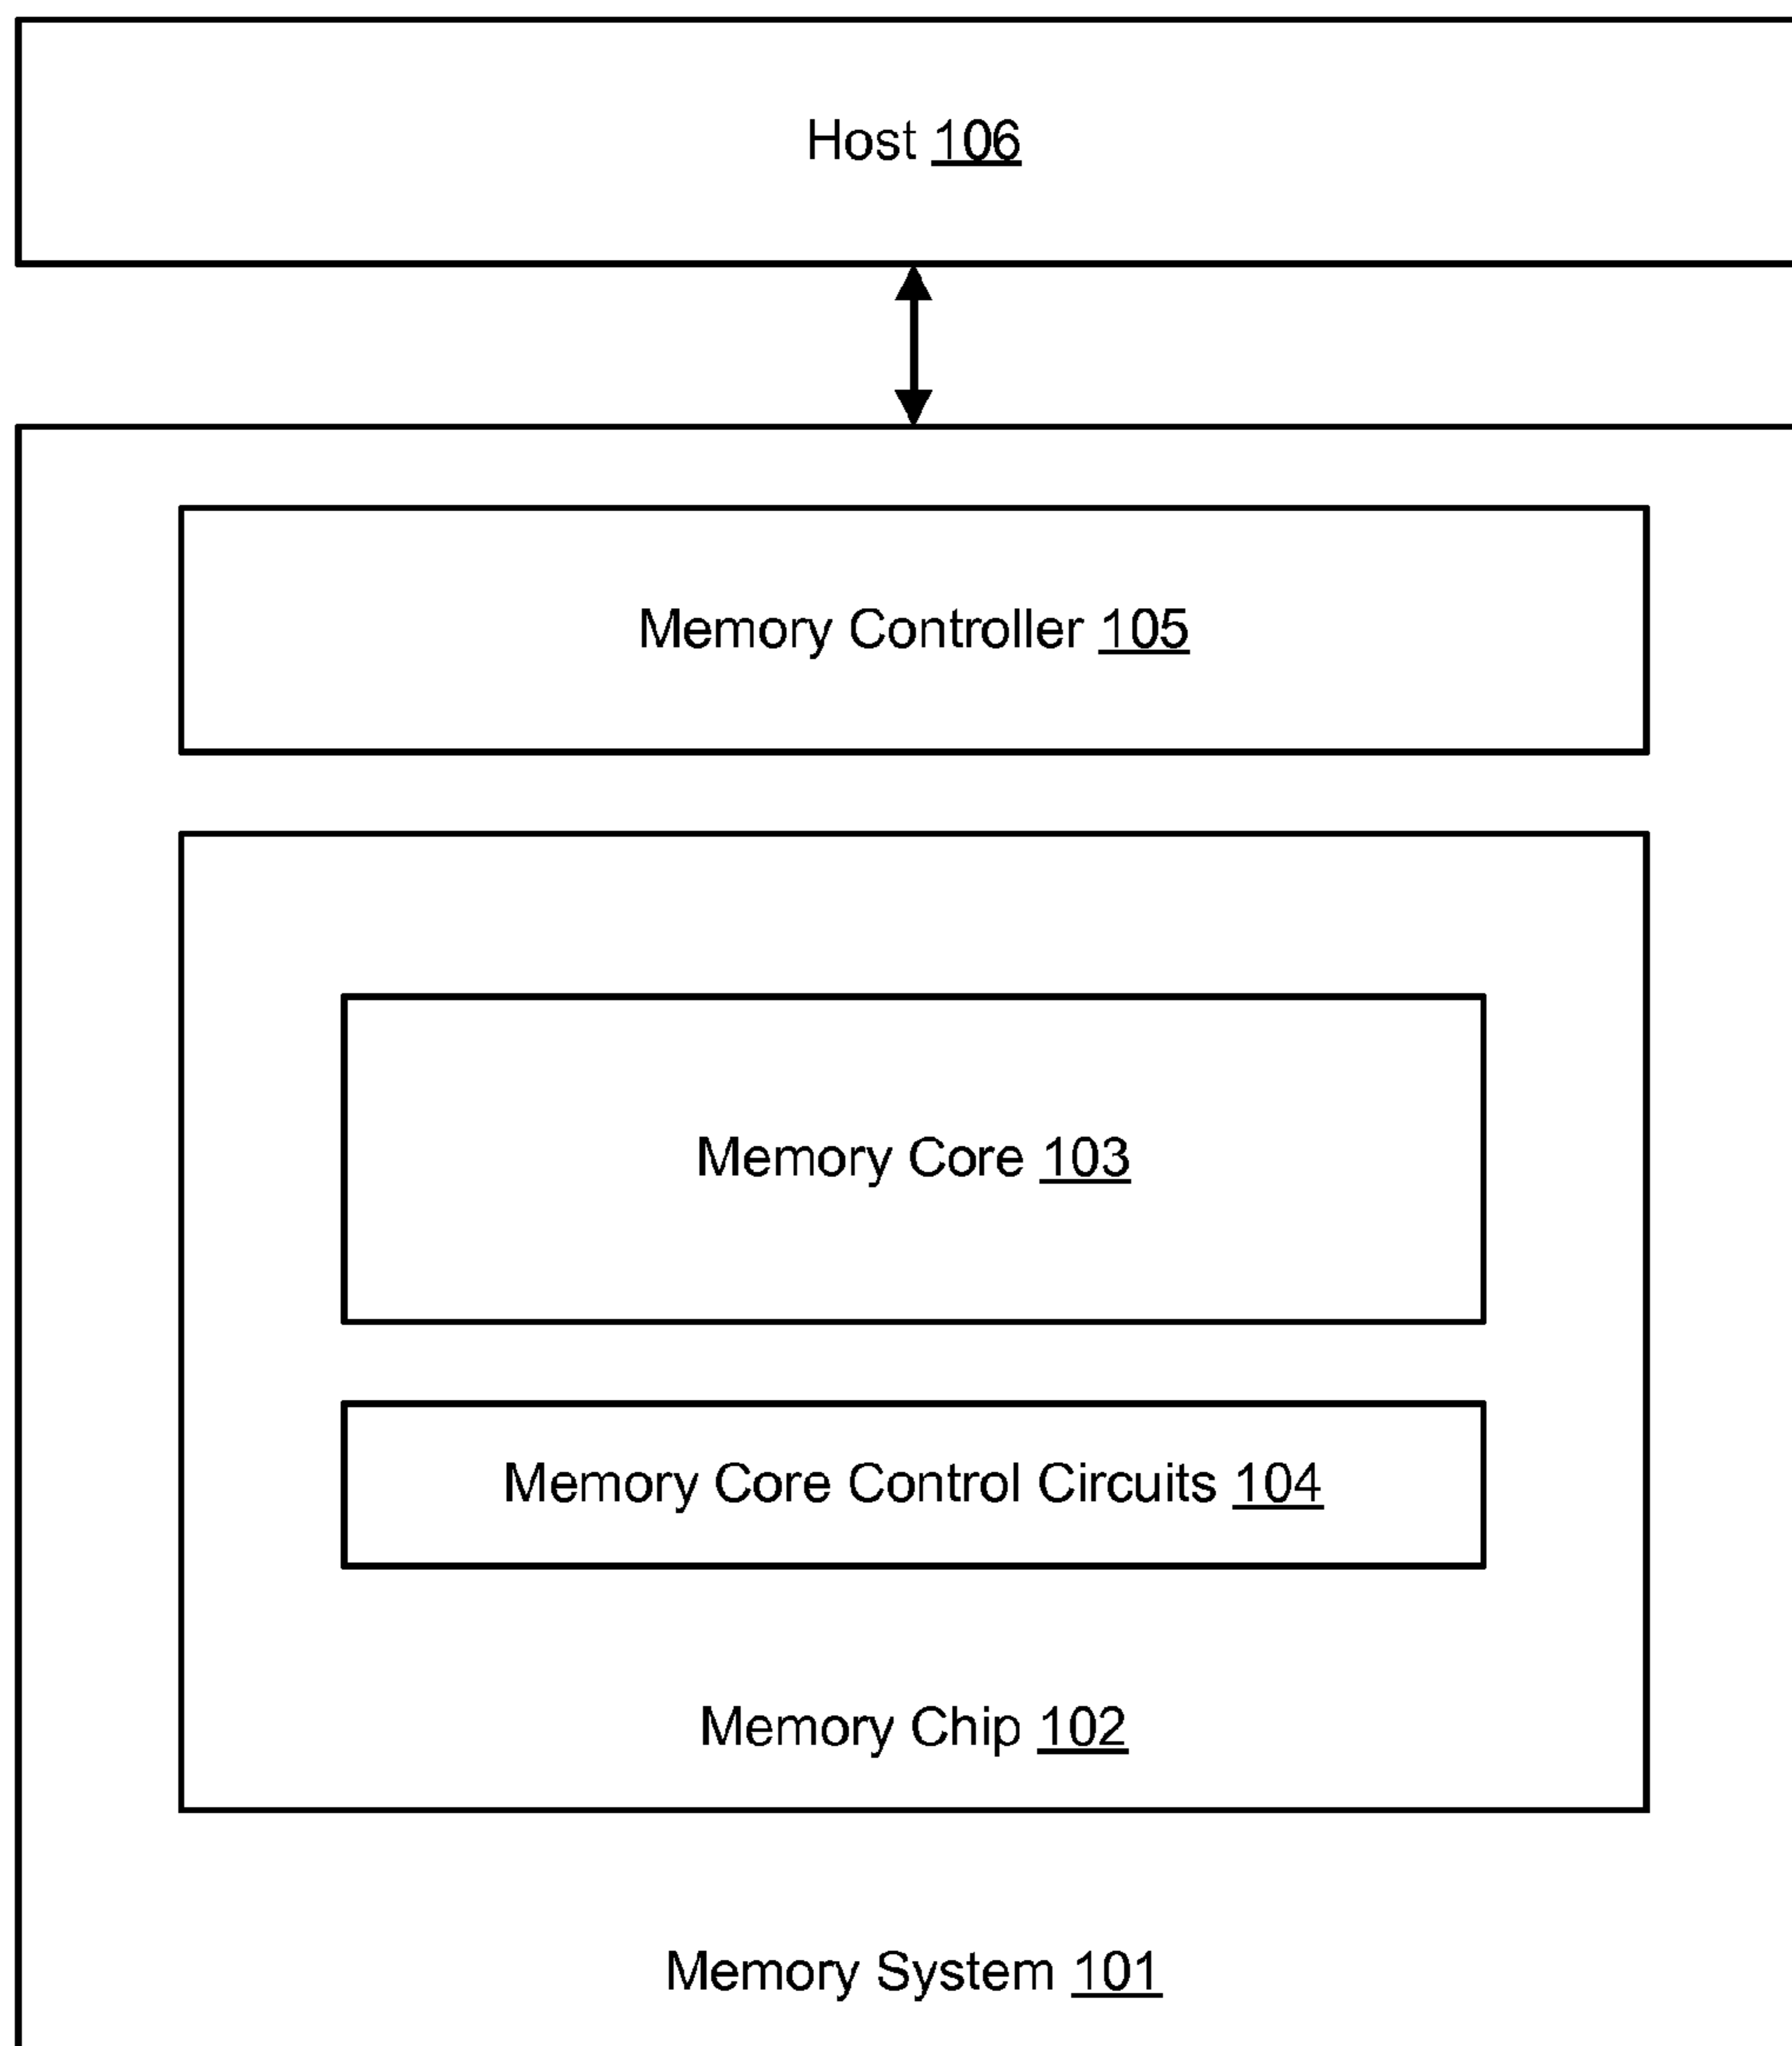 Host 106
Memory Controller 105
Memory Core 103
Memory Core Control Circuits 104
Memory Chip 102
Memory System 101